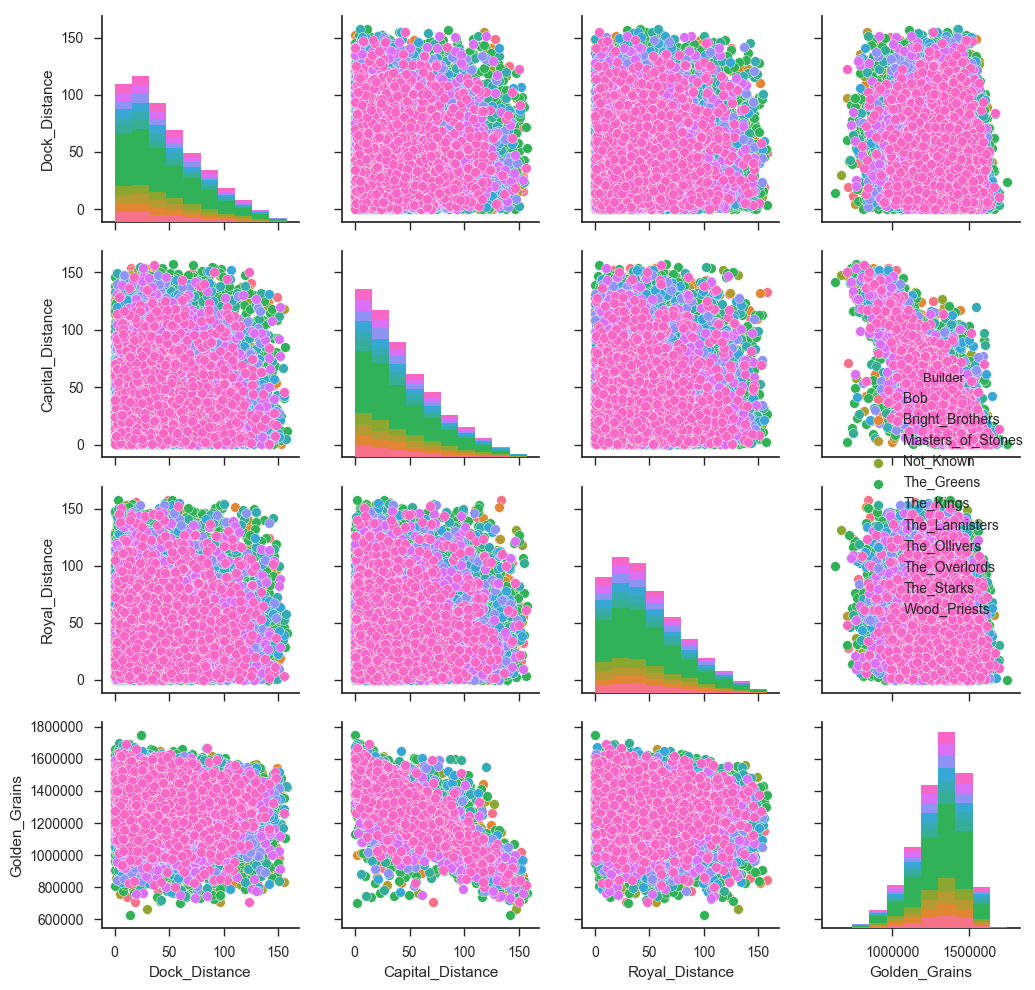 150
100
50
0
Dock_Distance
150
100
50
0
Capital_Distance
Builder
Bob
Bright_Brothers
Masters_of_Stones
Not_Known
The_Greens
The_Kings
The_Lannisters
The_Ollivers
The_Overlords
The_Starks
Wood_Priests
150
100
50
0
Royal_Distance
1800000
1600000
1400000
1200000
1000000
800000
600000
Golden_Grains
0 50 100 150
Dock_Distance
0 50 100 150
Capital_Distance
0 50 100 150
Royal_Distance
1000000 1500000
Golden_Grains